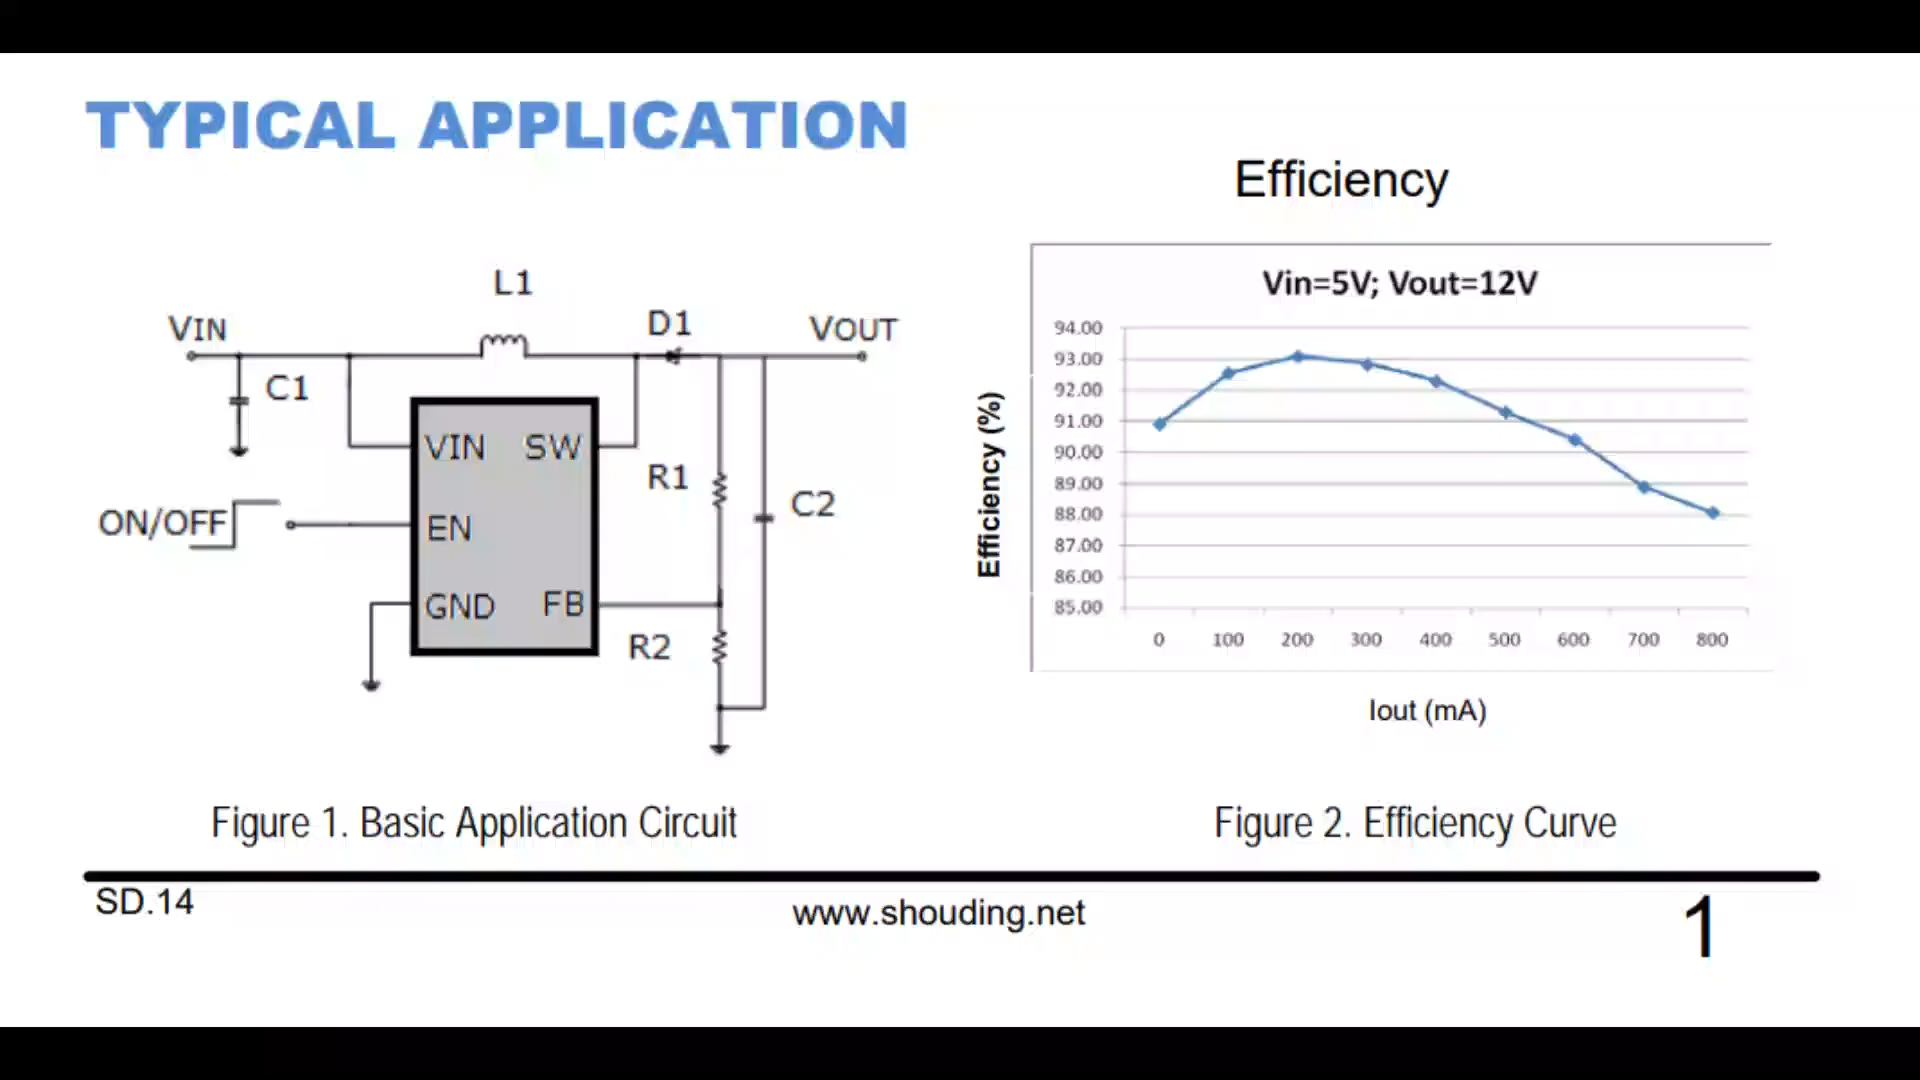 TYPICAL APPLICATION
Efficiency
L1
VIN
D1
VOUT
C1
VIN SW
R1
C2
ON/OFF
EN
GND FB
R2
Vin=5V; Vout=12V
94.00
93.00
92.00
91.00
90.00
89.00
88.00
87.00
86.00
85.00
Efficiency (%)
0 100 200 300 400 500 600 700 800
Iout (mA)
Figure 1. Basic Application Circuit
Figure 2. Efficiency Curve
SD.14
www.shouding.net
1